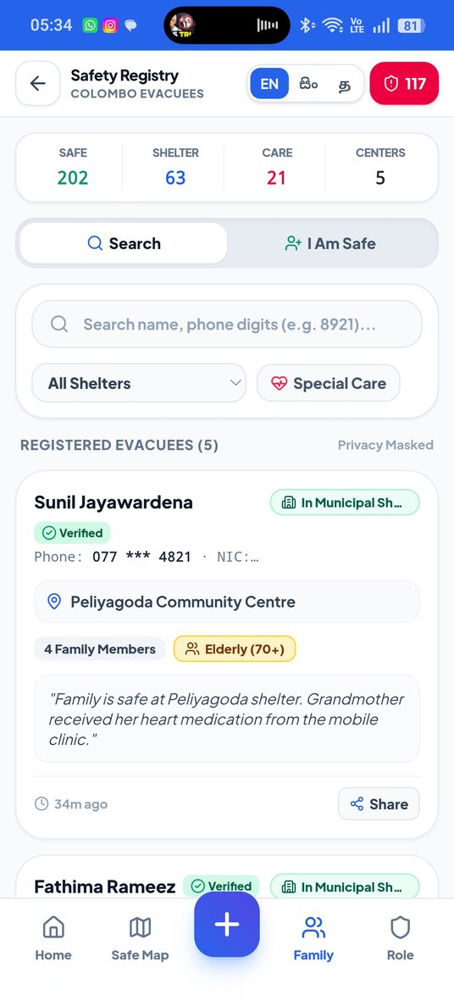 05:34
Vo
LTE
81
Safety Registry
COLOMBO EVACUEES
EN
සිං
த
117
SAFE
SHELTER
CARE
CENTERS
202
63
21
5
Search
I Am Safe
Search name, phone digits (e.g. 8921)...
All Shelters
Special Care
REGISTERED EVACUEES (5)
Privacy Masked
Sunil Jayawardena
In Municipal Sh...
Verified
Phone: 077 *** 4821 · NIC:…
Peliyagoda Community Centre
4 Family Members
Elderly (70+)
"Family is safe at Peliyagoda shelter. Grandmother
received her heart medication from the mobile
clinic."
34m ago
Share
Fathima Rameez
Verified
In Municipal Sh...
Home
Safe Map
Family
Role